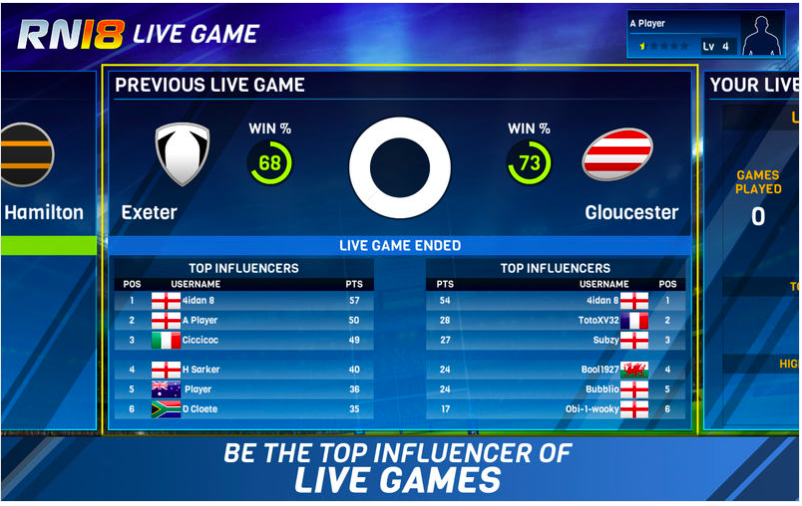 RN18 LIVE GAME
A Player
Lv 4
PREVIOUS LIVE GAME
YOUR LIVE
WIN %
68
WIN %
73
Hamilton
Exeter
Gloucester
GAMES
PLAYED
0
LIVE GAME ENDED
TOP INFLUENCERS
TOP INFLUENCERS
POS USERNAME PTS
PTS USERNAME POS
1 4idan 8 57
54 4idan 8 1
2 A Player 50
28 TotoXV32 2
3 Ciccicoc 49
27 Subzy 3
4 H Sarker 40
24 Bool1927 4
5 Player 36
24 Bubblio 5
6 D Cloete 35
17 Obi-1-wooky 6
L
TO
HIG
BE THE TOP INFLUENCER OF
LIVE GAMES